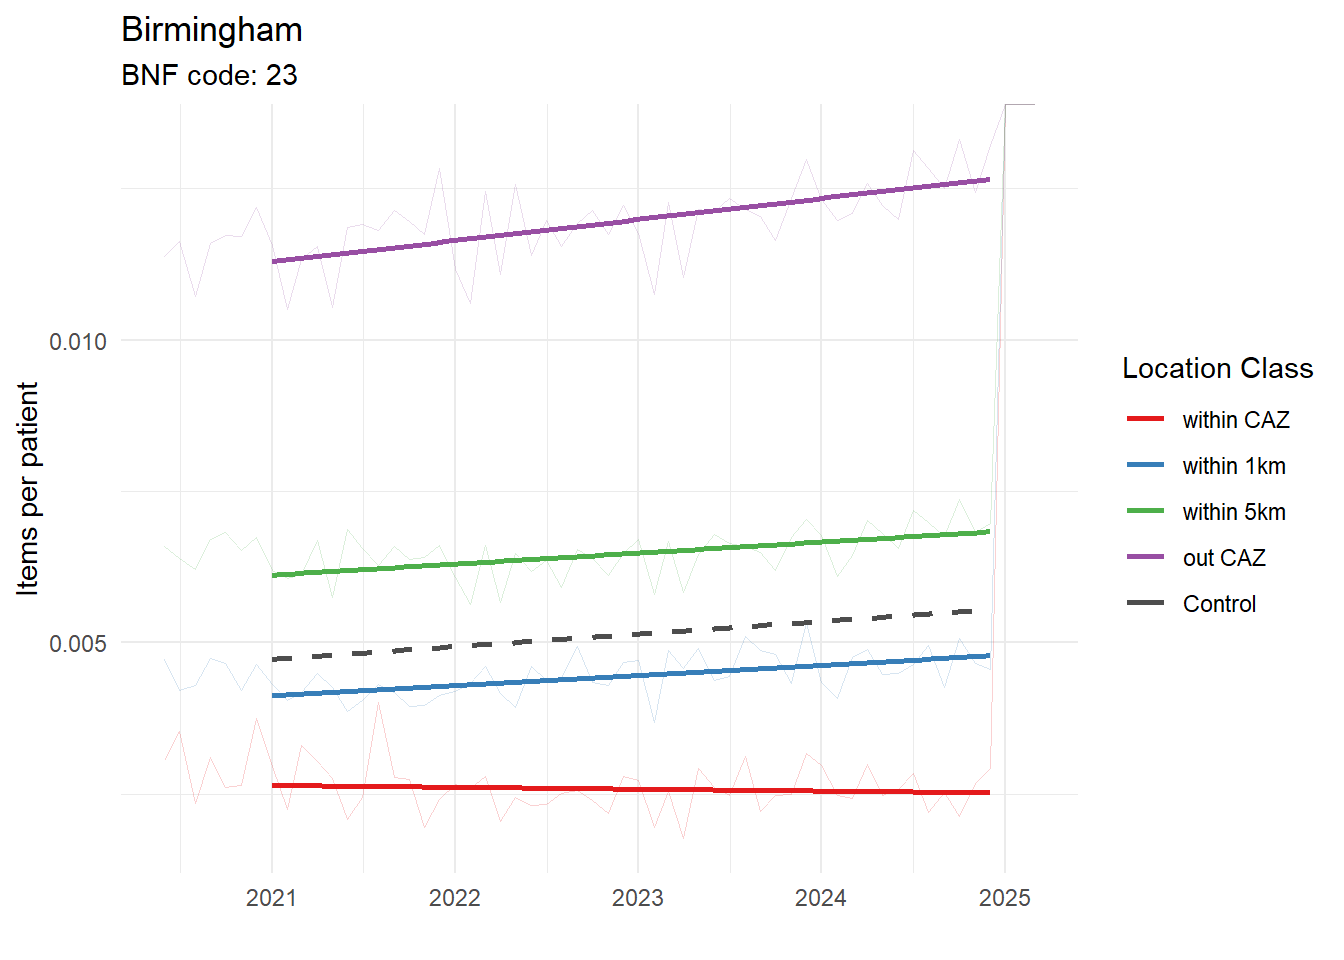 Birmingham
BNF code: 23
Items per patient
0.010
0.005
2021
2022
2023
2024
2025
Location Class
within CAZ
within 1km
within 5km
out CAZ
Control